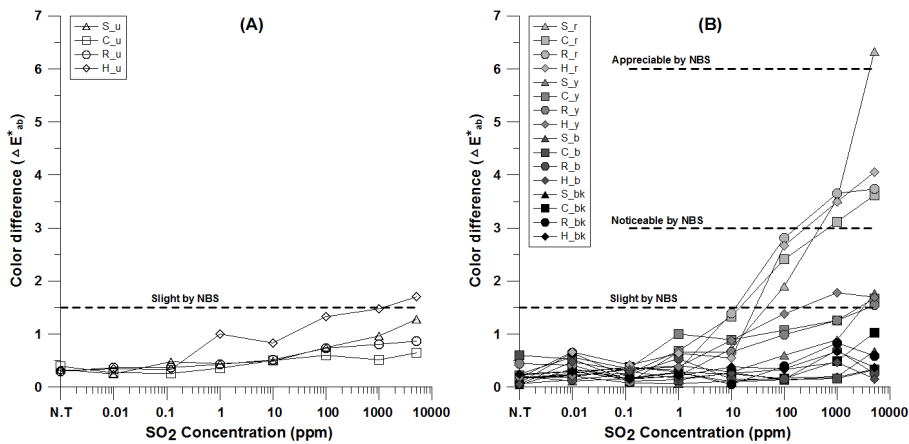 (A)
S_u
C_u
R_u
H_u
Slight by NBS
7
6
5
4
3
2
1
0
Color difference (ΔE*ab)
N.T 0.01 0.1 1 10 100 1000 10000
SO2 Concentration (ppm)
(B)
S_r
C_r
R_r
H_r
S_y
C_y
R_y
H_y
S_b
C_b
R_b
H_b
S_bk
C_bk
R_bk
H_bk
Appreciable by NBS
Noticeable by NBS
Slight by NBS
7
6
5
4
3
2
1
0
Color difference (ΔE*ab)
N.T 0.01 0.1 1 10 100 1000 10000
SO2 Concentration (ppm)